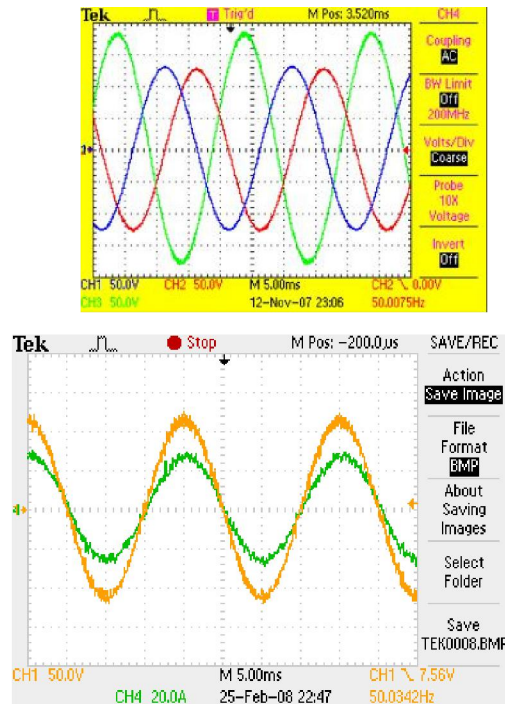 Tek T Trig'd M Pos: 3.520ms CH4
Coupling
AC
BW Limit
Off
200MHz
Volts/Div
Coarse
Probe
10X
Voltage
Invert
Off
CH1 50.0V CH2 50.0V M 5.00ms CH2 0.00V
CH3 50.0V 12-Nov-07 23:06 50.0075Hz
Tek Stop M Pos: -200.0us SAVE/REC
Action
Save Image
File
Format
BMP
About
Saving
Images
Select
Folder
Save
TEK0008.BMP
CH1 50.0V M 5.00ms CH1 7.56V
CH4 20.0A 25-Feb-08 22:47 50.0342Hz